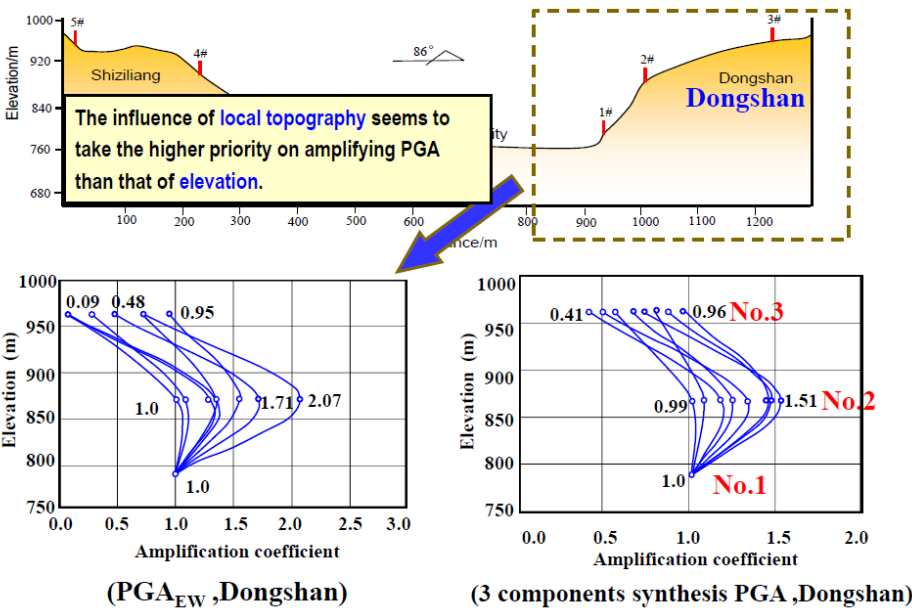 1000
5#
3#
920
4#
86°
2#
Shiziliang
Dongshan
Dongshan
Elevation/m
840
1#
The influence of local topography seems to
take the higher priority on amplifying PGA
than that of elevation.
ity
760
680
100 200 300 400 500 600 700 800 900 1000 1100 1200
nce/m
1000
0.09 0.48 0.95
950
900
1.0 1.71 2.07
850
800
1.0
750
Elevation (m)
0.0 0.5 1.0 1.5 2.0 2.5 3.0
Amplification coefficient
(PGA_EW ,Dongshan)
1000
0.41 0.96 No.3
950
900
0.99 1.51 No.2
850
800
1.0 No.1
750
Elevation (m)
0.0 0.5 1.0 1.5 2.0
Amplification coefficient
(3 components synthesis PGA ,Dongshan)